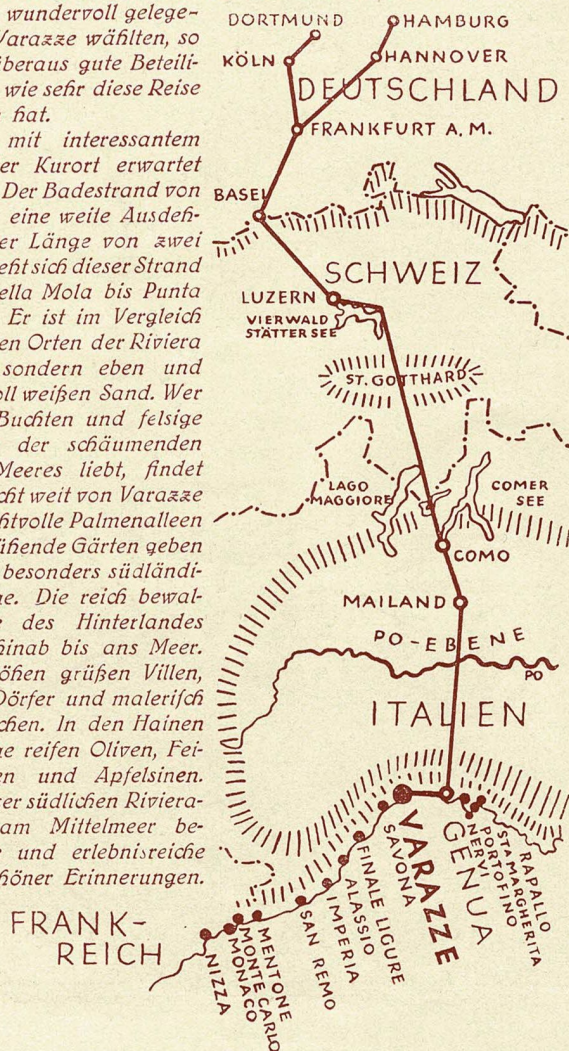 wundervoll gelege-
Varazze wählten, so
überaus gute Beteili-
wie sehr diese Reise
hat.
mit interessantem
er Kurort erwartet
Der Badestrand von
eine weite Ausdeh-
er Länge von zwei
eht sich dieser Strand
ella Mola bis Punta
Er ist im Vergleich
en Orten der Riviera
sondern eben und
oll weißen Sand. Wer
Buchten und felsige
der schäumenden
Meeres liebt, findet
cht weit von Varazze
htvolle Palmenalleen
ühende Gärten geben
besonders südländi-
e. Die reich bewal-
e des Hinterlandes
hinab bis ans Meer.
öhen grüßen Villen,
Dörfer und malerisch
chen. In den Hainen
ge reifen Oliven, Fei-
en und Apfelsinen.
er südlichen Riviera-
am Mittelmeer be-
e und erlebnisreiche
höner Erinnerungen.
DORTMUND
HAMBURG
KÖLN
HANNOVER
DEUTSCHLAND
FRANKFURT A. M.
BASEL
SCHWEIZ
LUZERN
VIERWALD
STÄTTER SEE
ST. GOTTHARD
LAGO
MAGGIORE
COMER
SEE
COMO
MAILAND
PO-EBENE
PO
ITALIEN
RAPALLO
STA MARGHERITA
PORTOFINO
NERVI
GENUA
VARAZZE
SAVONA
FINALE LIGURE
ALASSIO
IMPERIA
SAN REMO
MENTONE
MONTE CARLO
MONACO
NIZZA
FRANK-
REICH